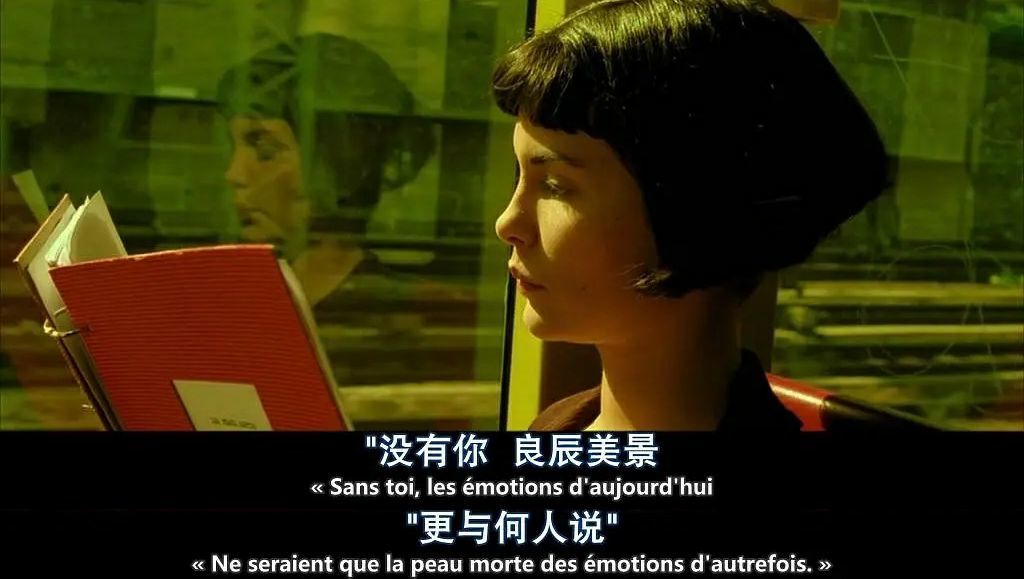 "没有你 良辰美景
« Sans toi, les émotions d'aujourd'hui
"更与何人说"
« Ne seraient que la peau morte des émotions d'autrefois. »